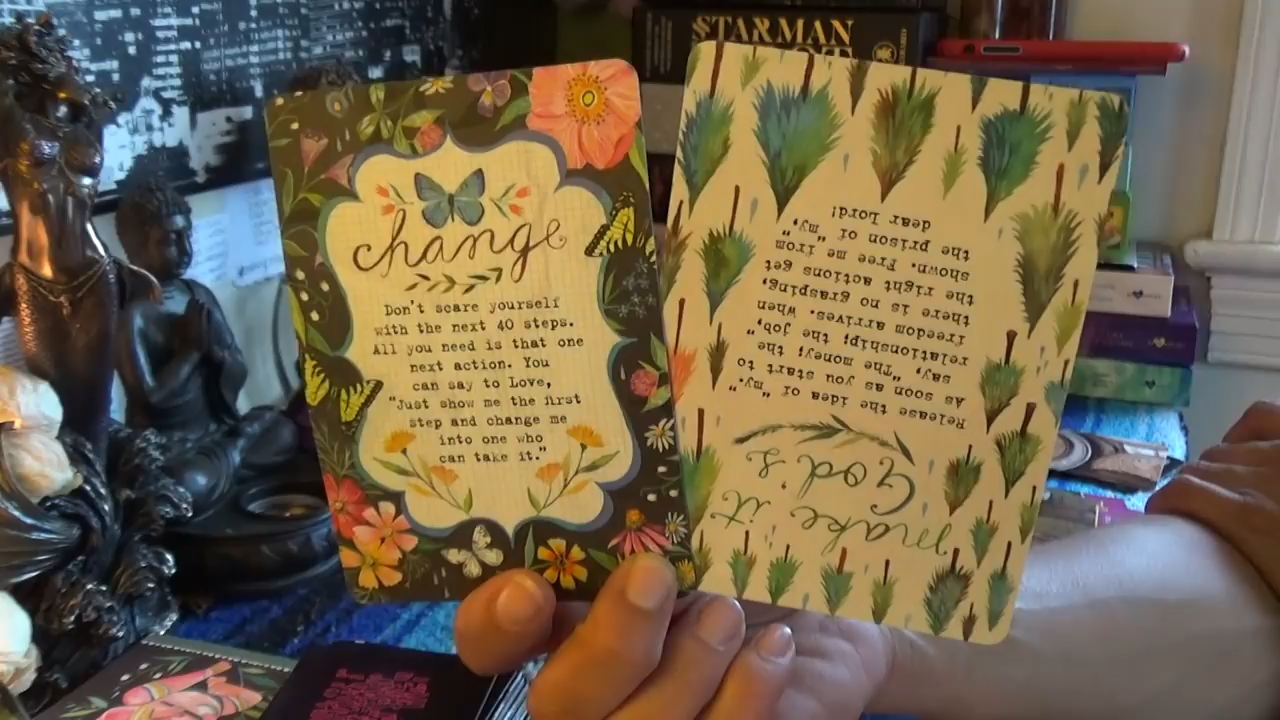 STARMAN
change
Don't scare yourself
with the next 40 steps.
All you need is that one
next action. You
can say to Love,
"Just show me the first
step and change me
into one who
can take it."
make it
God's
Release the idea of "my."
As soon as you start to
say, "The money; the
relationship; the job,"
freedom arrives. When
there is no grasping,
the right actions get
shown. Free me from
the prison of "my,"
dear Lord!